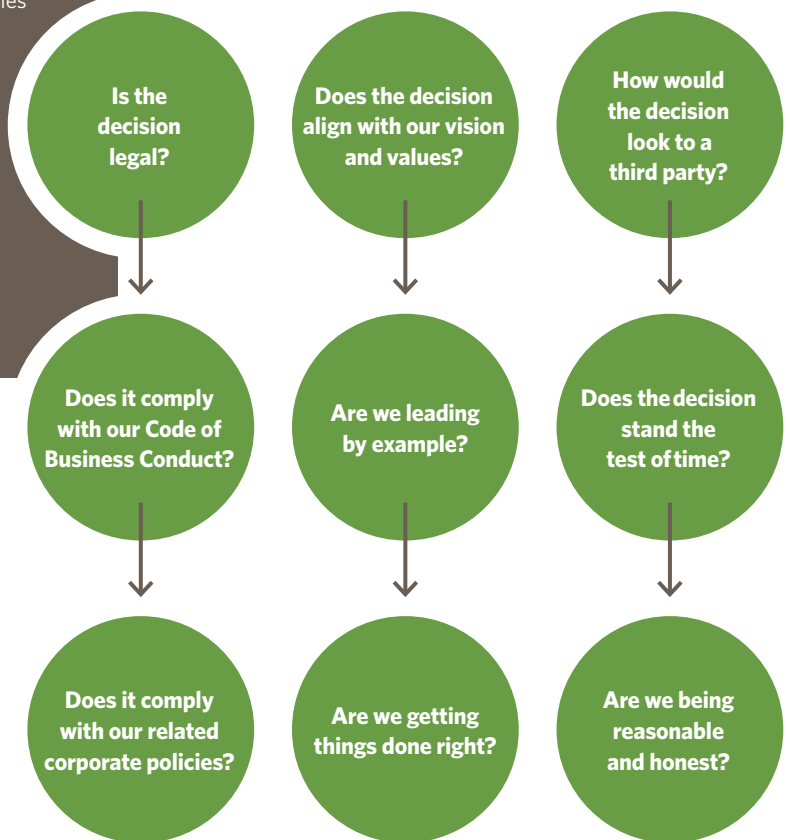 Is the
decision
legal?
Does it comply
with our Code of
Business Conduct?
Does it comply
with our related
corporate policies?
Does the decision
align with our vision
and values?
Are we leading
by example?
Are we getting
things done right?
How would
the decision
look to a
third party?
Does the decision
stand the
test of time?
Are we being
reasonable
and honest?